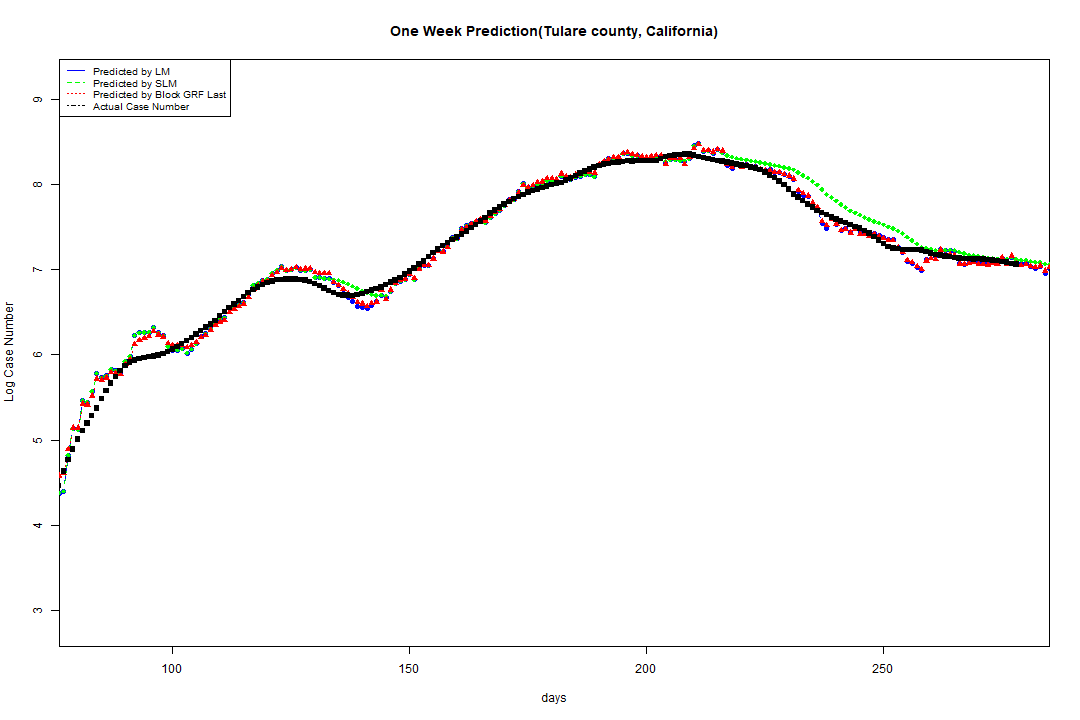 One Week Prediction(Tulare county, California)
Predicted by LM
Predicted by SLM
Predicted by Block GRF Last
Actual Case Number
9
8
7
6
5
4
3
Log Case Number
100 150 200 250
days